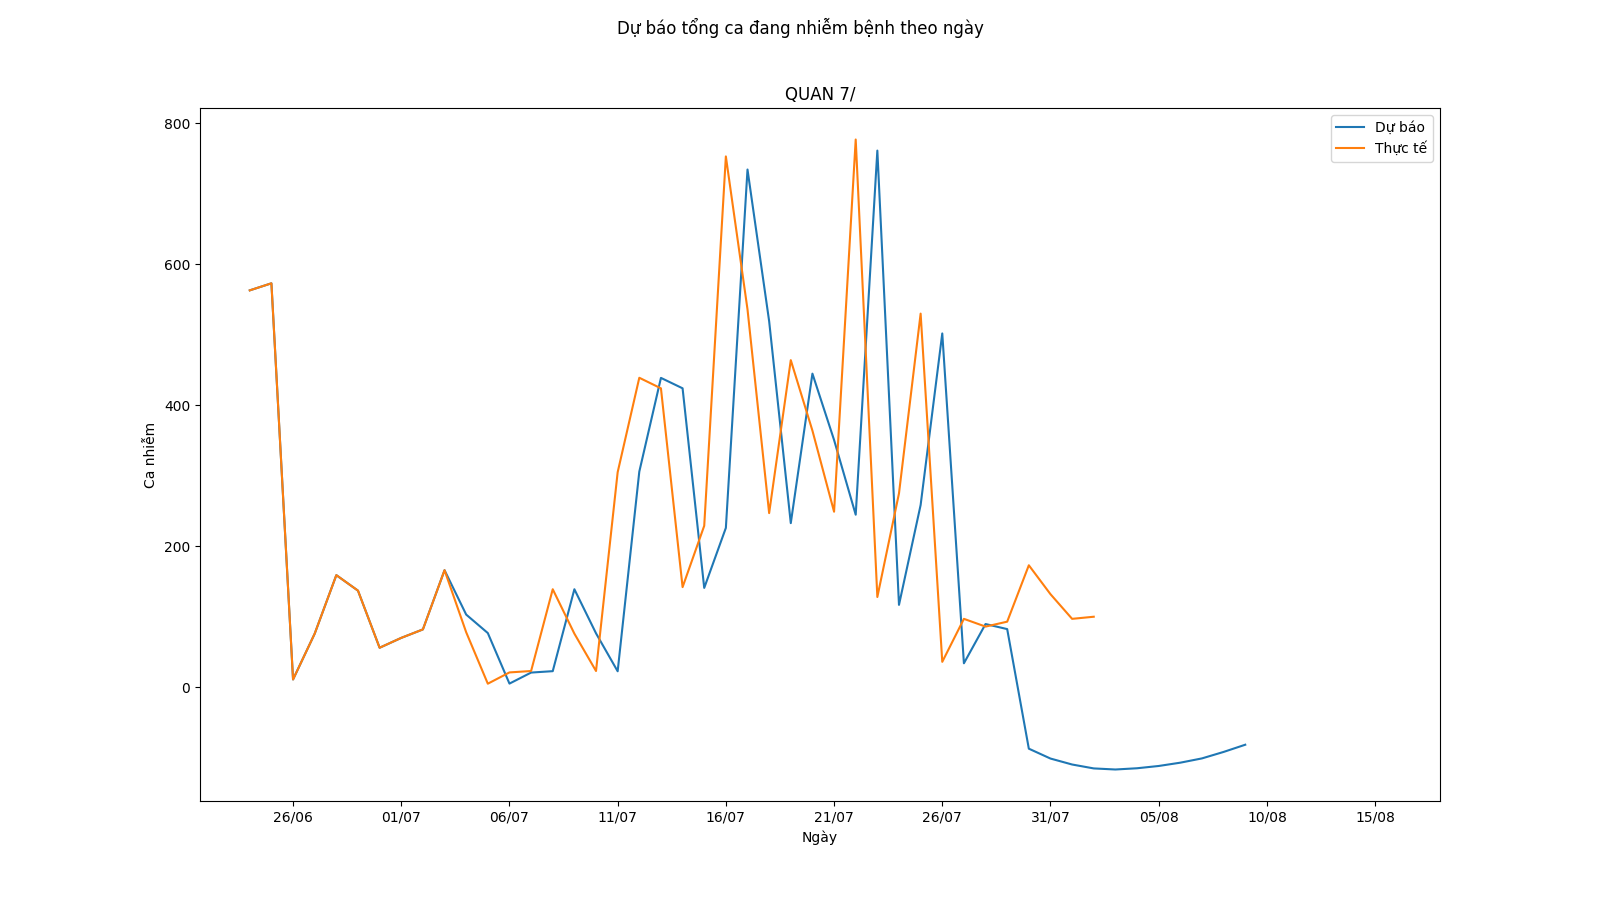 Dự báo tổng ca đang nhiễm bệnh theo ngày
QUAN 7/
Dự báo
Thực tế
Ca nhiễm
800
600
400
200
0
26/06 01/07 06/07 11/07 16/07 21/07 26/07 31/07 05/08 10/08 15/08
Ngày